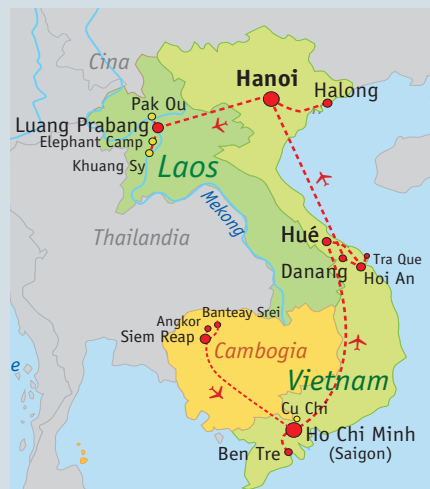 Cina
Hanoi
Pak Ou
Halong
Luang Prabang
Elephant Camp
Khuang Sy
Laos
Mekong
Thailandia
Hué
Tra Que
Danang
Hoi An
Banteay Srei
Angkor
Siem Reap
Cambogia
Vietnam
Cu Chi
Ho Chi Minh
(Saigon)
Ben Tre
e